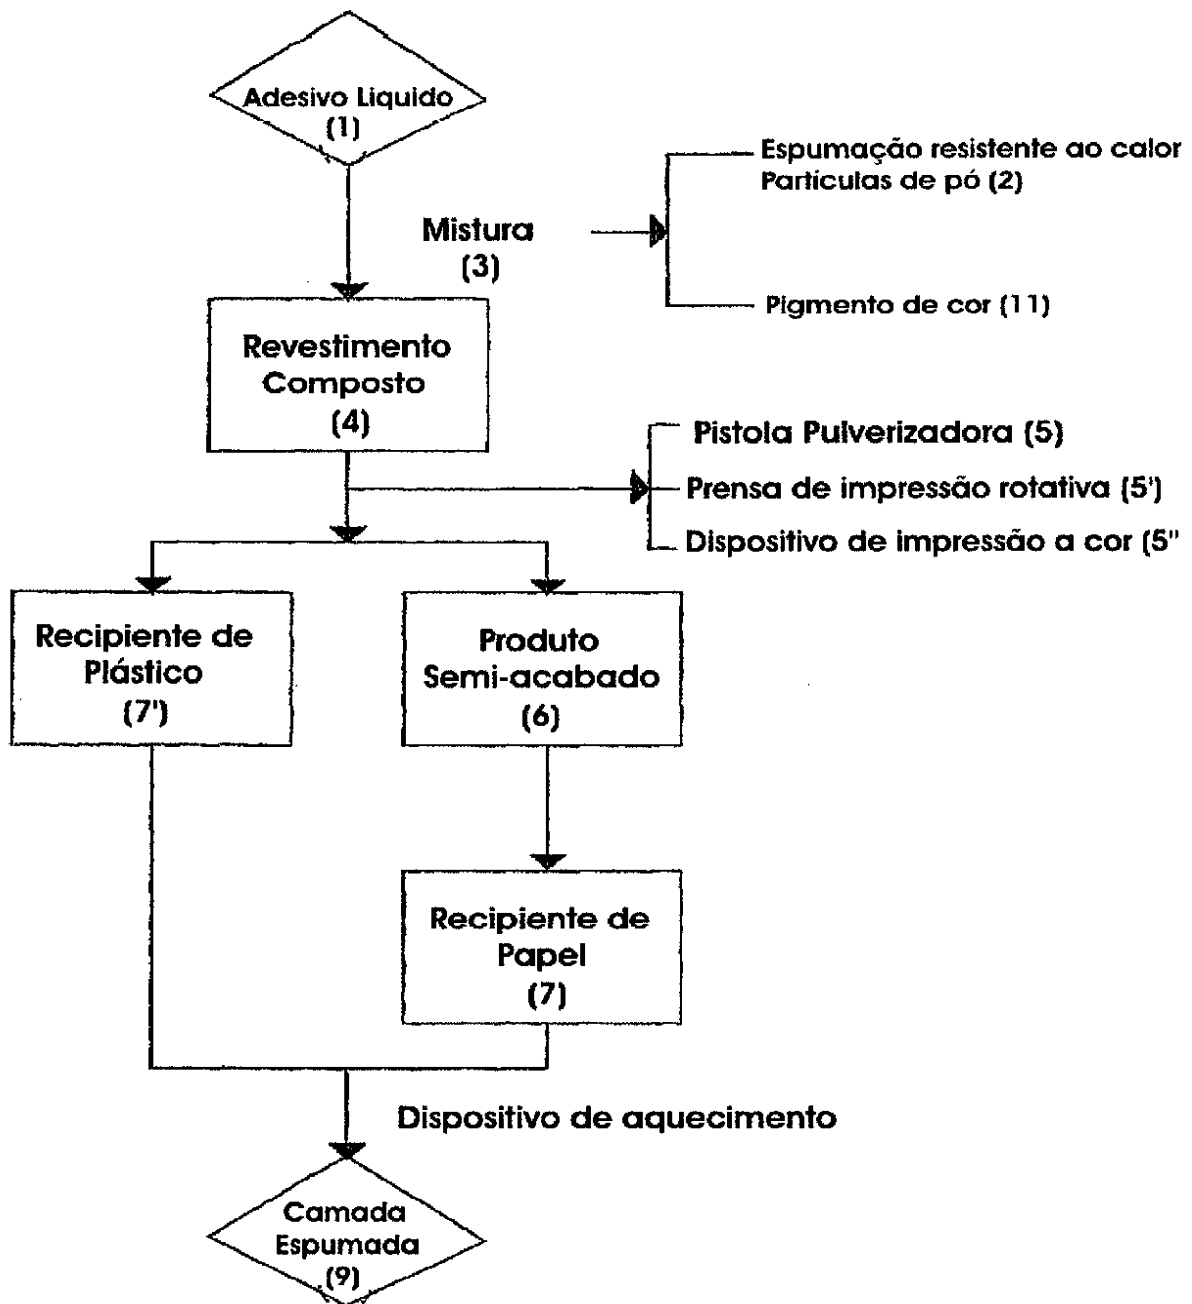 Adesivo Liquido
(1)
Espumação resistente ao calor
Partículas de pó (2)
Mistura
(3)
Pigmento de cor (11)
Revestimento
Composto
(4)
Pistola Pulverizadora (5)
Prensa de impressão rotativa (5')
Dispositivo de impressão a cor (5"
Recipiente de
Plástico
(7')
Produto
Semi-acabado
(6)
Recipiente de
Papel
(7)
Dispositivo de aquecimento
Camada
Espumada
(9)